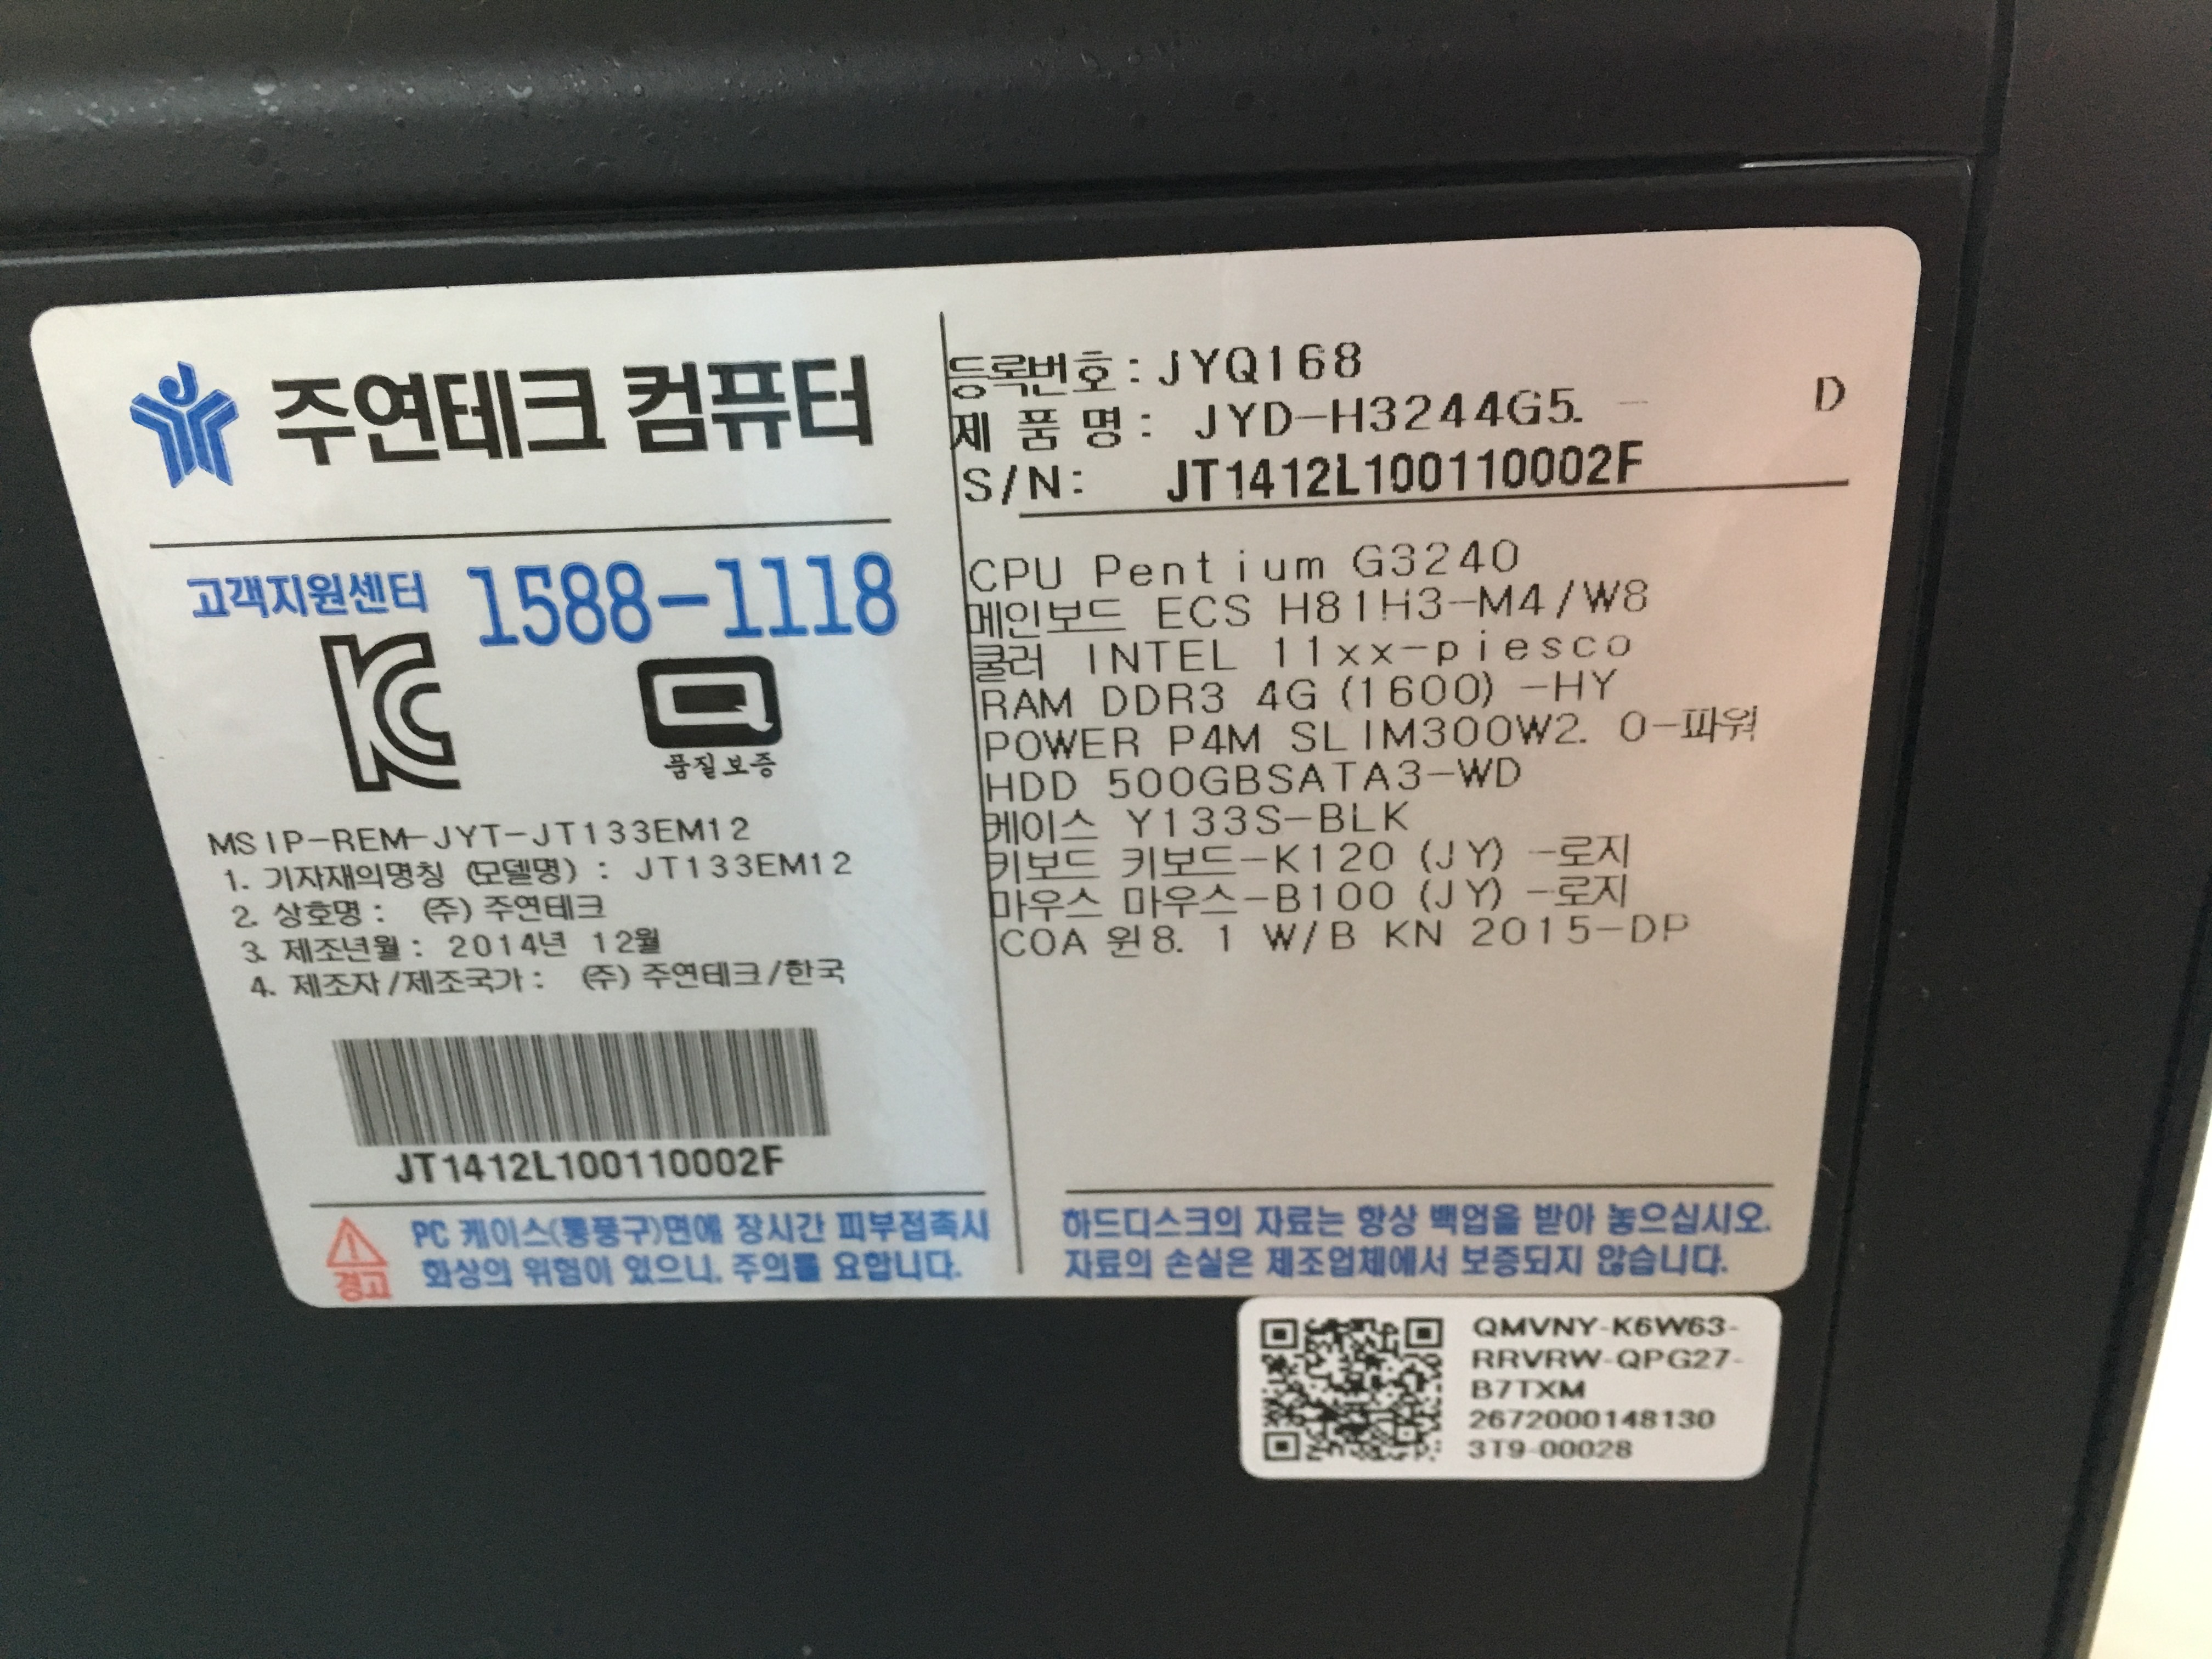 주연테크 컴퓨터
고객지원센터 1588-1118
품질보증
MSIP-REM-JYT-JT133EM12
1. 기자재의명칭 (모델명) : JT133EM12
2. 상호명 : (주) 주연테크
3. 제조년월 : 2014년 12월
4. 제조자/제조국가 : (주) 주연테크/한국
JT1412L100110002F
경고
PC 케이스(통풍구)면에 장시간 피부접촉시
화상의 위험이 있으니, 주의를 요합니다.
등록번호 : JYQ168
제 품 명 : JYD-H3244G5. - D
S/N: JT1412L100110002F
CPU Pentium G3240
메인보드 ECS H81H3-M4/W8
쿨러 INTEL 11xx-piesco
RAM DDR3 4G (1600) -HY
POWER P4M SLIM300W2. 0-파워
HDD 500GBSATA3-WD
케이스 Y133S-BLK
키보드 키보드-K120 (JY) -로지
마우스 마우스-B100 (JY) -로지
COA 윈8. 1 W/B KN 2015-DP
하드디스크의 자료는 항상 백업을 받아 놓으십시오.
자료의 손실은 제조업체에서 보증되지 않습니다.
QMVNY-K6W63-
RRVRW-QPG27-
B7TXM
2672000148130
3T9-00028